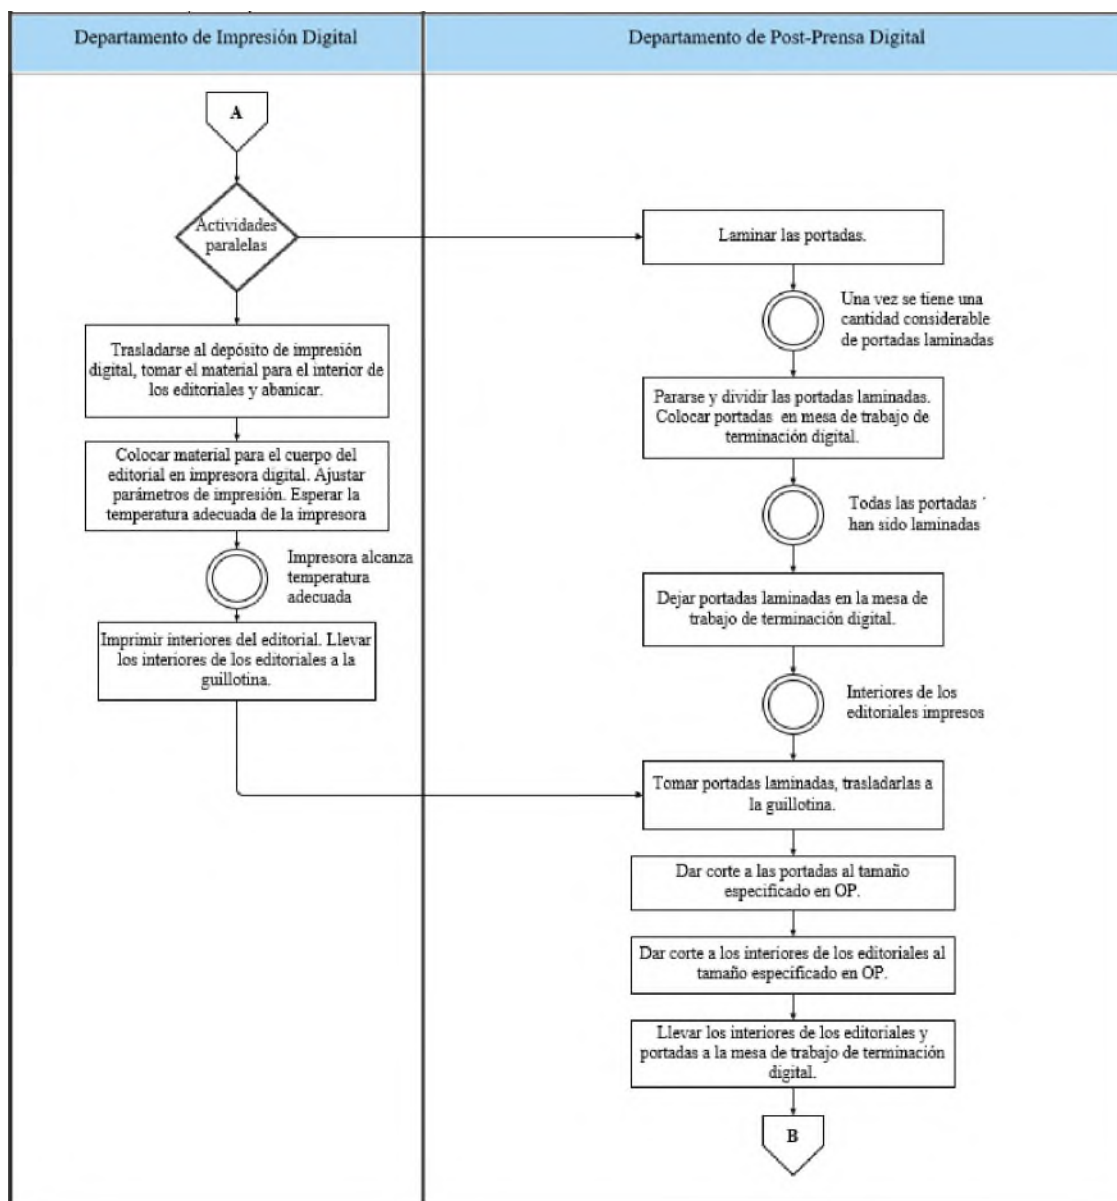 Departamento de Impresión Digital
Departamento de Post-Prensa Digital
A
Actividades
paralelas
Trasladarse al depósito de impresión
digital, tomar el material para el interior de
los editoriales y abanicar.
Colocar material para el cuerpo del
editorial en impresora digital. Ajustar
parámetros de impresión. Esperar la
temperatura adecuada de la impresora
Impresora alcanza
temperatura
adecuada
Imprimir interiores del editorial. Llevar
los interiores de los editoriales a la
guillotina.
Laminar las portadas.
Una vez se tiene una
cantidad considerable
de portadas laminadas
Pararse y dividir las portadas laminadas.
Colocar portadas en mesa de trabajo de
terminación digital.
Todas las portadas
han sido laminadas
Dejar portadas laminadas en la mesa de
trabajo de terminación digital.
Interiores de los
editoriales impresos
Tomar portadas laminadas, trasladarlas a
la guillotina.
Dar corte a las portadas al tamaño
especificado en OP.
Dar corte a los interiores de los editoriales al
tamaño especificado en OP.
Llevar los interiores de los editoriales y
portadas a la mesa de trabajo de terminación
digital.
B